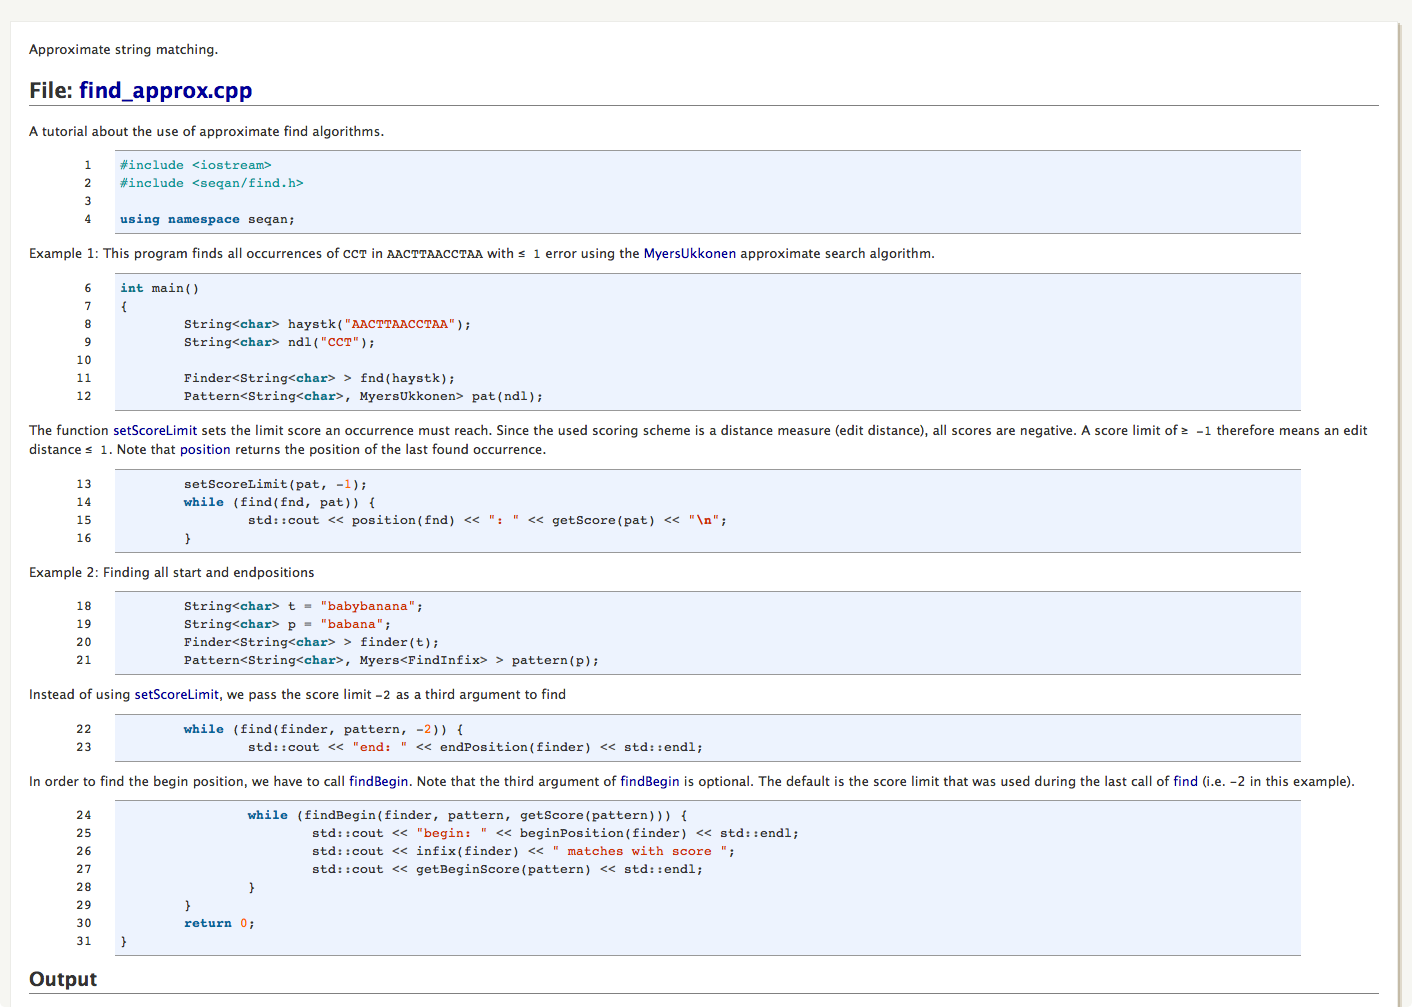 Approximate string matching.
File: find_approx.cpp
A tutorial about the use of approximate find algorithms.
1 #include <iostream>
2 #include <seqan/find.h>
3
4 using namespace seqan;
Example 1: This program finds all occurrences of CCT in AACTTAACCTAA with ≤ 1 error using the MyersUkkonen approximate search algorithm.
6 int main()
7 {
8 String<char> haystk("AACTTAACCTAA");
9 String<char> ndl("CCT");
10
11 Finder<String<char> > fnd(haystk);
12 Pattern<String<char>, MyersUkkonen> pat(ndl);
The function setScoreLimit sets the limit score an occurrence must reach. Since the used scoring scheme is a distance measure (edit distance), all scores are negative. A score limit of ≥ -1 therefore means an edit
distance ≤ 1. Note that position returns the position of the last found occurrence.
13 setScoreLimit(pat, -1);
14 while (find(fnd, pat)) {
15 std::cout << position(fnd) << ": " << getScore(pat) << "\n";
16 }
Example 2: Finding all start and endpositions
18 String<char> t = "babybanana";
19 String<char> p = "babana";
20 Finder<String<char> > finder(t);
21 Pattern<String<char>, Myers<FindInfix> > pattern(p);
Instead of using setScoreLimit, we pass the score limit -2 as a third argument to find
22 while (find(finder, pattern, -2)) {
23 std::cout << "end: " << endPosition(finder) << std::endl;
In order to find the begin position, we have to call findBegin. Note that the third argument of findBegin is optional. The default is the score limit that was used during the last call of find (i.e. -2 in this example).
24 while (findBegin(finder, pattern, getScore(pattern))) {
25 std::cout << "begin: " << beginPosition(finder) << std::endl;
26 std::cout << infix(finder) << " matches with score ";
27 std::cout << getBeginScore(pattern) << std::endl;
28 }
29 }
30 return 0;
31 }
Output